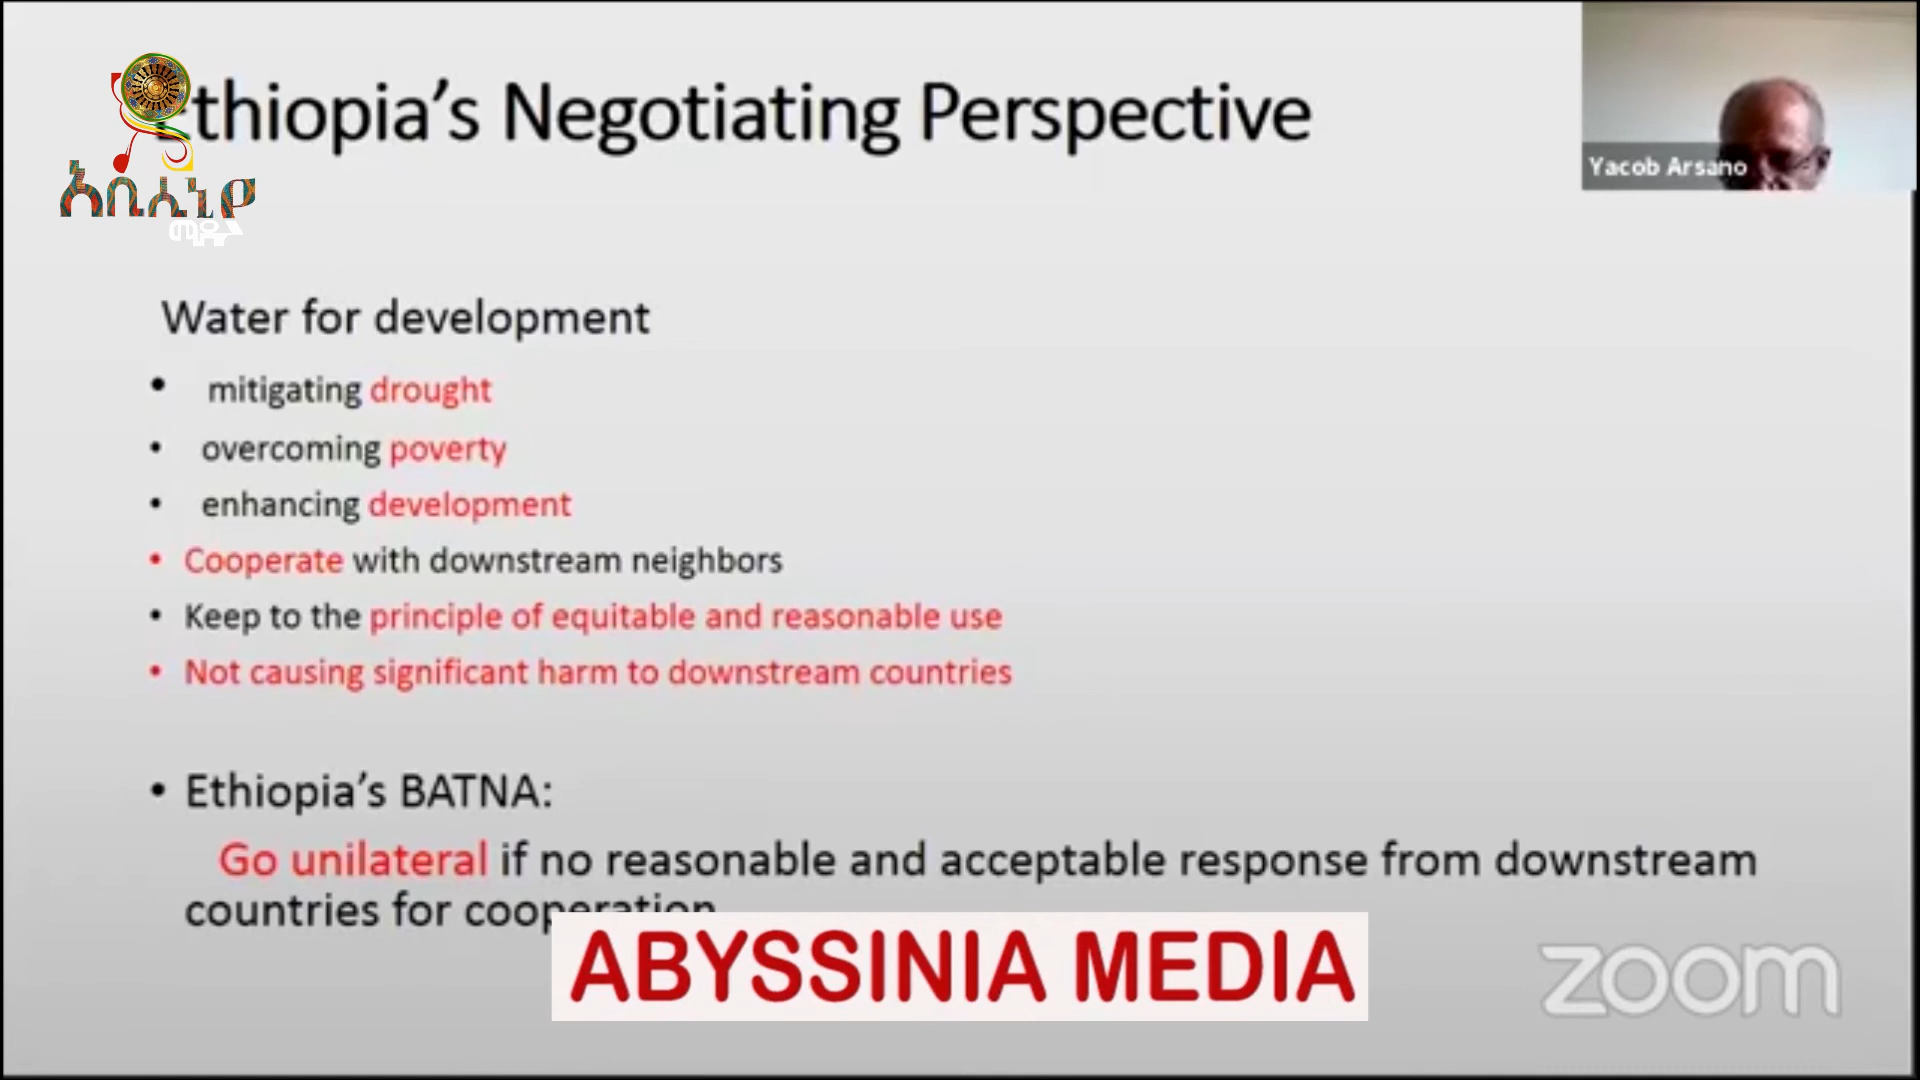 Ethiopia’s Negotiating Perspective
Yacob Arsano
አቢሲኒያ
Water for development
• mitigating drought
• overcoming poverty
• enhancing development
• Cooperate with downstream neighbors
• Keep to the principle of equitable and reasonable use
• Not causing significant harm to downstream countries
• Ethiopia’s BATNA:
Go unilateral if no reasonable and acceptable response from downstream
countries for cooperation
ABYSSINIA MEDIA
zoom